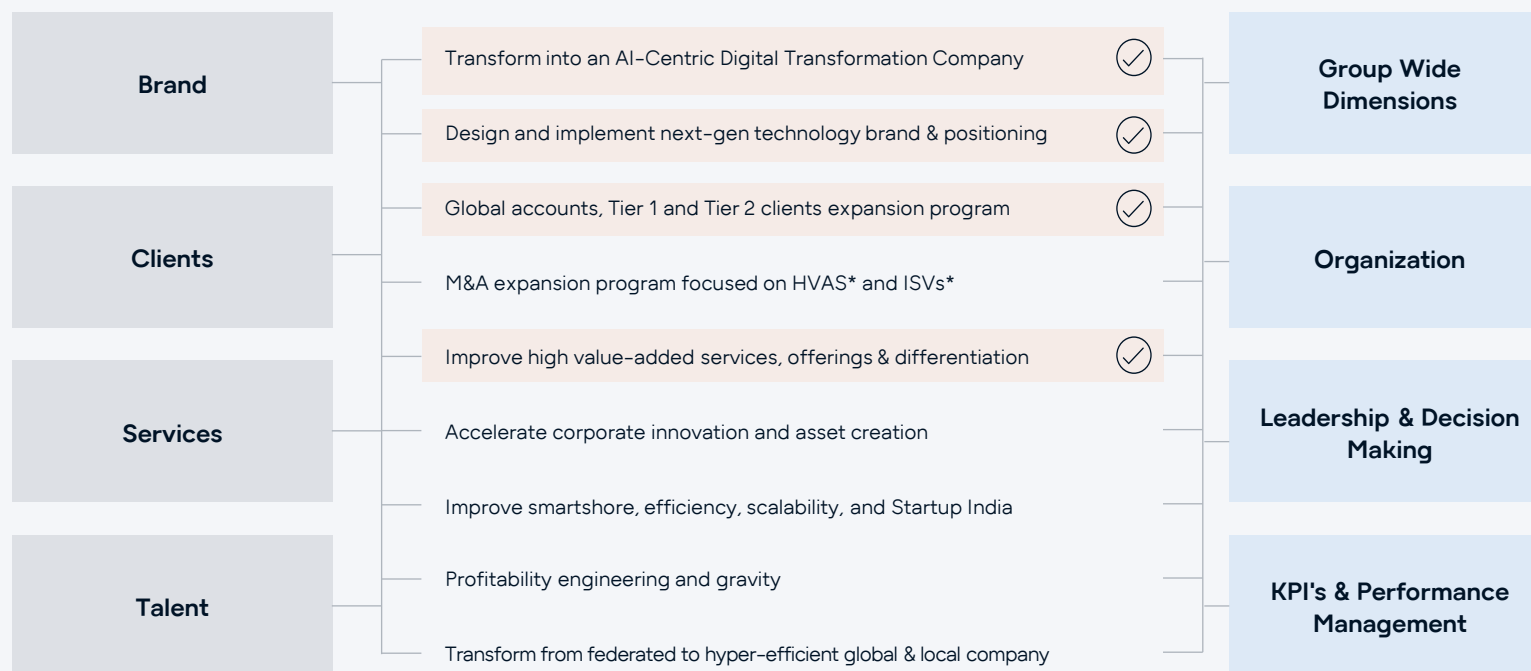 Brand
Clients
Services
Talent
Transform into an AI-Centric Digital Transformation Company
Design and implement next-gen technology brand & positioning
Global accounts, Tier 1 and Tier 2 clients expansion program
M&A expansion program focused on HVAS* and ISVs*
Improve high value-added services, offerings & differentiation
Accelerate corporate innovation and asset creation
Improve smartshore, efficiency, scalability, and Startup India
Profitability engineering and gravity
Transform from federated to hyper-efficient global & local company
Group Wide
Dimensions
Organization
Leadership & Decision
Making
KPI's & Performance
Management